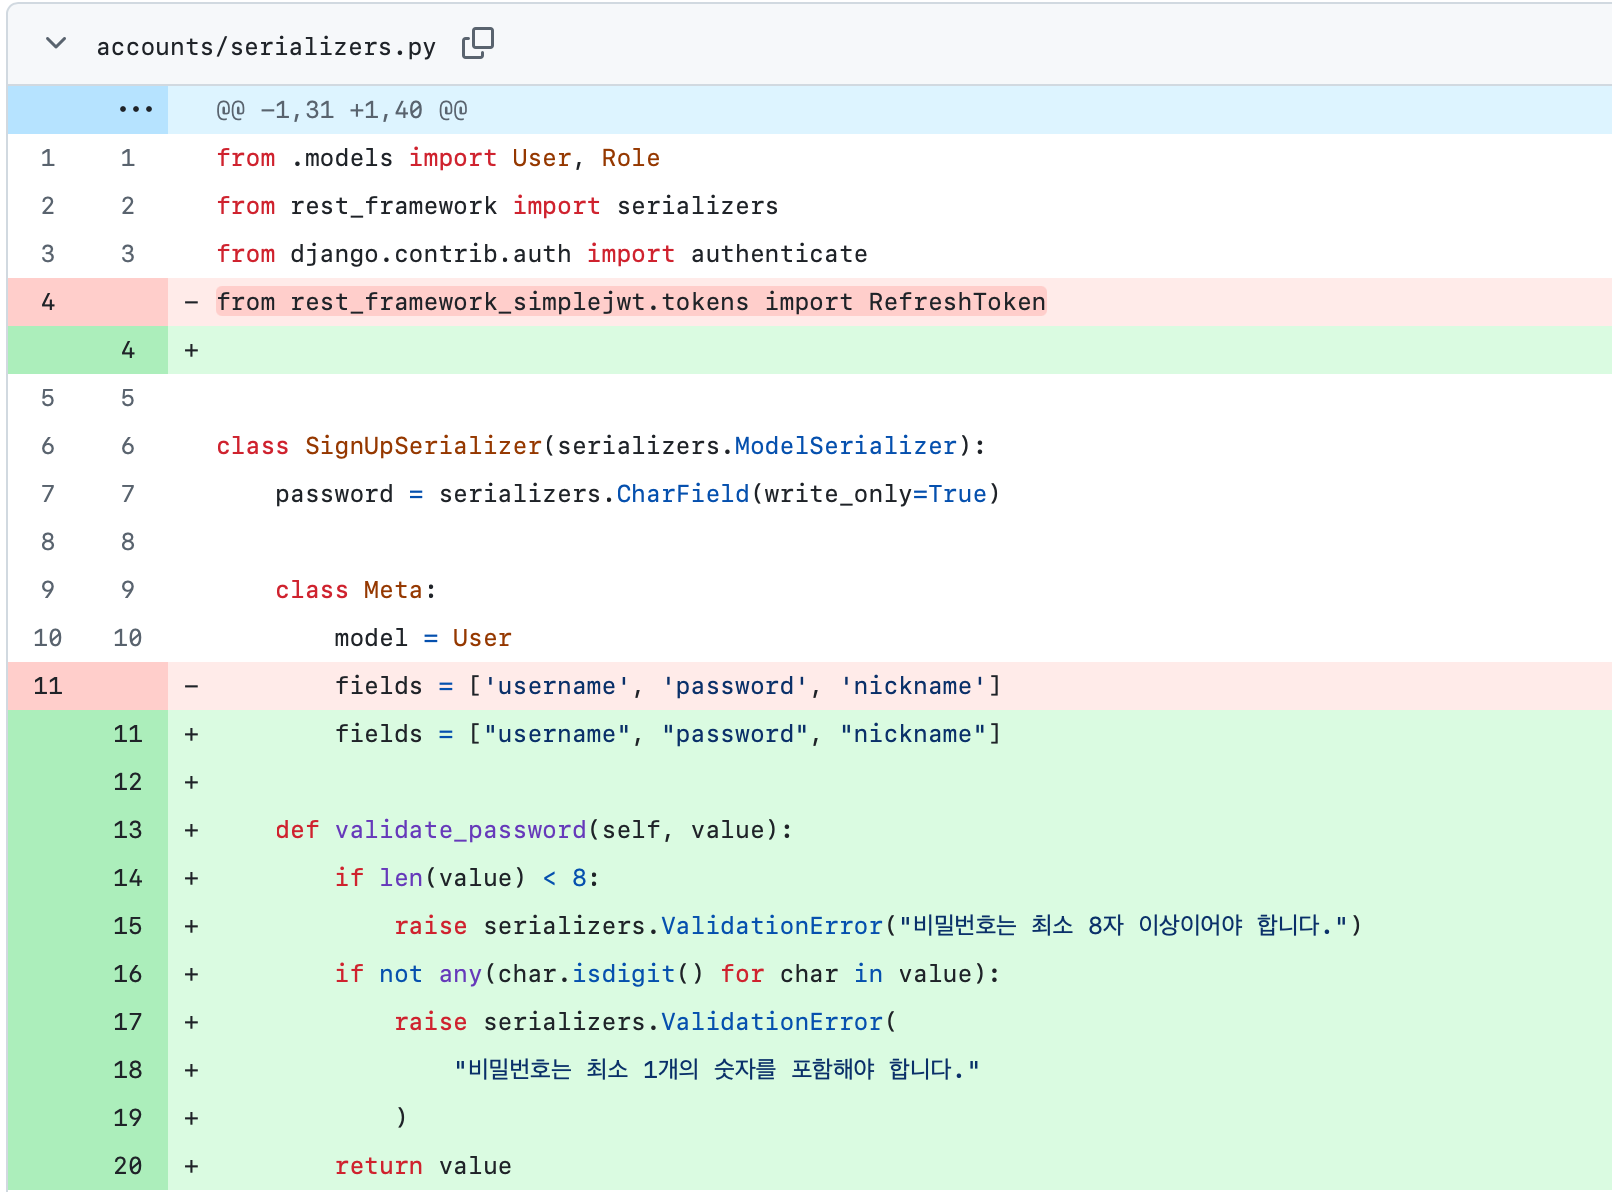 accounts/serializers.py
@@ -1,31 +1,40 @@
1 1 from .models import User, Role
2 2 from rest_framework import serializers
3 3 from django.contrib.auth import authenticate
4 - from rest_framework_simplejwt.tokens import RefreshToken
4 +
5 5
6 6 class SignUpSerializer(serializers.ModelSerializer):
7 7 password = serializers.CharField(write_only=True)
8 8
9 9 class Meta:
10 10 model = User
11 - fields = ['username', 'password', 'nickname']
11 + fields = ["username", "password", "nickname"]
12 +
13 + def validate_password(self, value):
14 + if len(value) < 8:
15 + raise serializers.ValidationError("비밀번호는 최소 8자 이상이어야 합니다.")
16 + if not any(char.isdigit() for char in value):
17 + raise serializers.ValidationError(
18 + "비밀번호는 최소 1개의 숫자를 포함해야 합니다."
19 + )
20 + return value